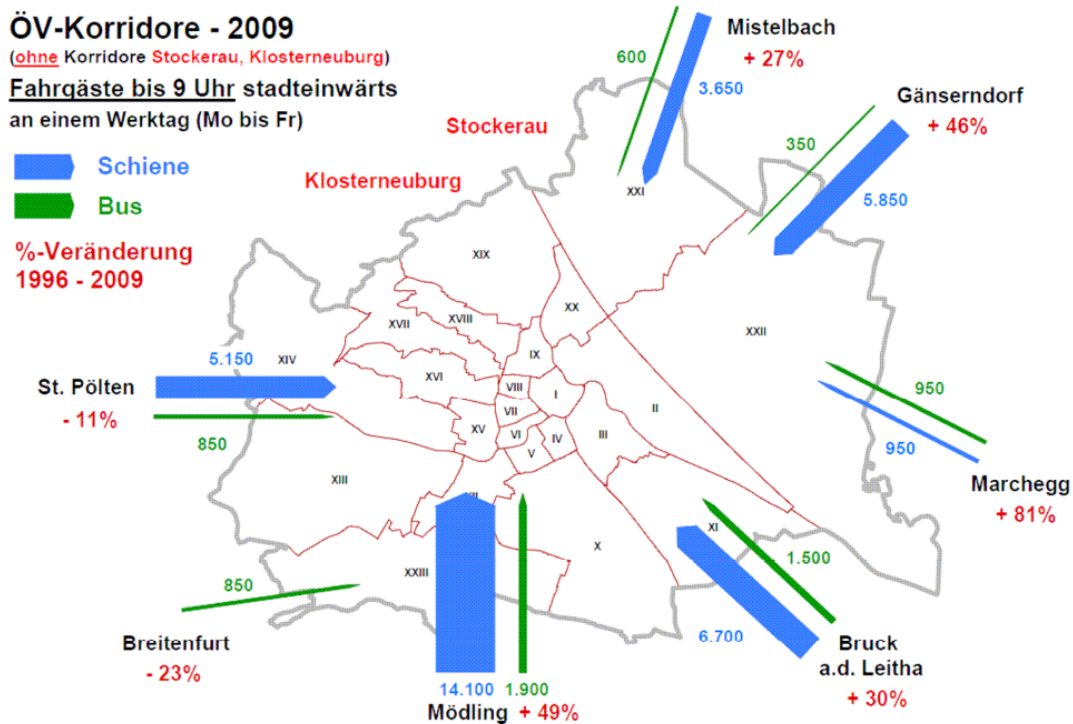 ÖV-Korridore - 2009
(ohne Korridore Stockerau, Klosterneuburg)
Fahrgäste bis 9 Uhr stadteinwärts
an einem Werktag (Mo bis Fr)
Schiene
Bus
%-Veränderung
1996 - 2009
Stockerau
Klosterneuburg
Mistelbach
+ 27%
600
3.650
Gänserndorf
+ 46%
350
5.850
XXI
XIX
XX
XXII
XVIII
XVII
XVI
XIV
IX
VIII
I
VII
II
VI
IV
III
V
XV
XIII
X
XI
XXIII
5.150
St. Pölten
- 11%
850
950
950
Marchegg
+ 81%
850
Breitenfurt
- 23%
14.100
1.900
Mödling + 49%
1.500
6.700
Bruck
a.d. Leitha
+ 30%